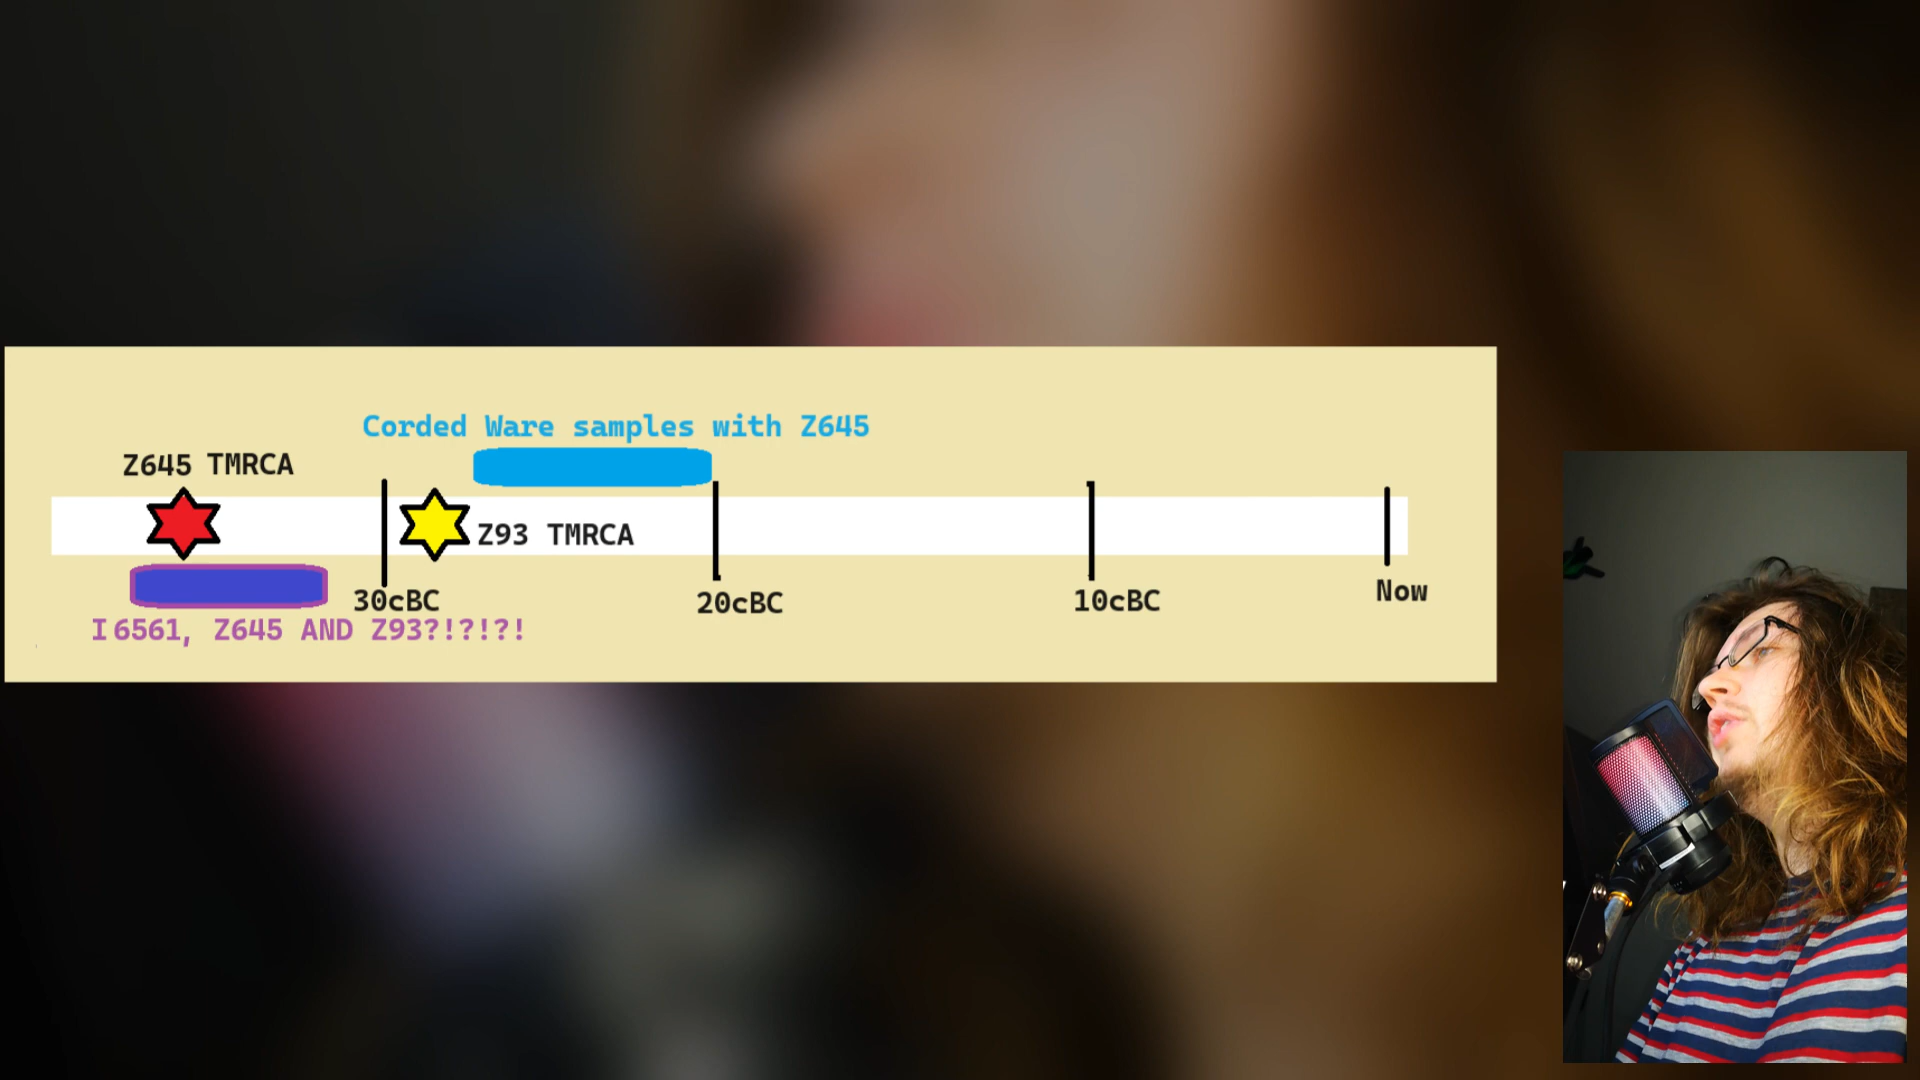 Corded Ware samples with Z645
Z645 TMRCA
Z93 TMRCA
30cBC
20cBC
10cBC
Now
I6561, Z645 AND Z93?!?!?!